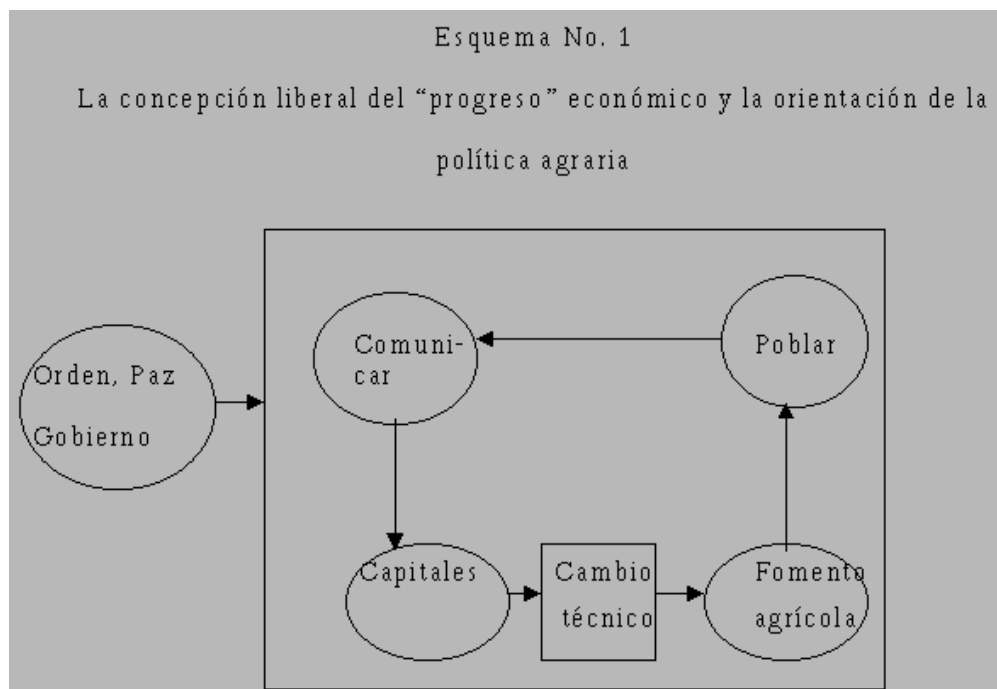 Esquema No. 1
La concepción liberal del “progreso” económico y la orientación de la
política agraria
Orden, Paz
Gobierno
Comuni-
car
Poblar
Capitales
Cambio
técnico
Fomento
agrícola